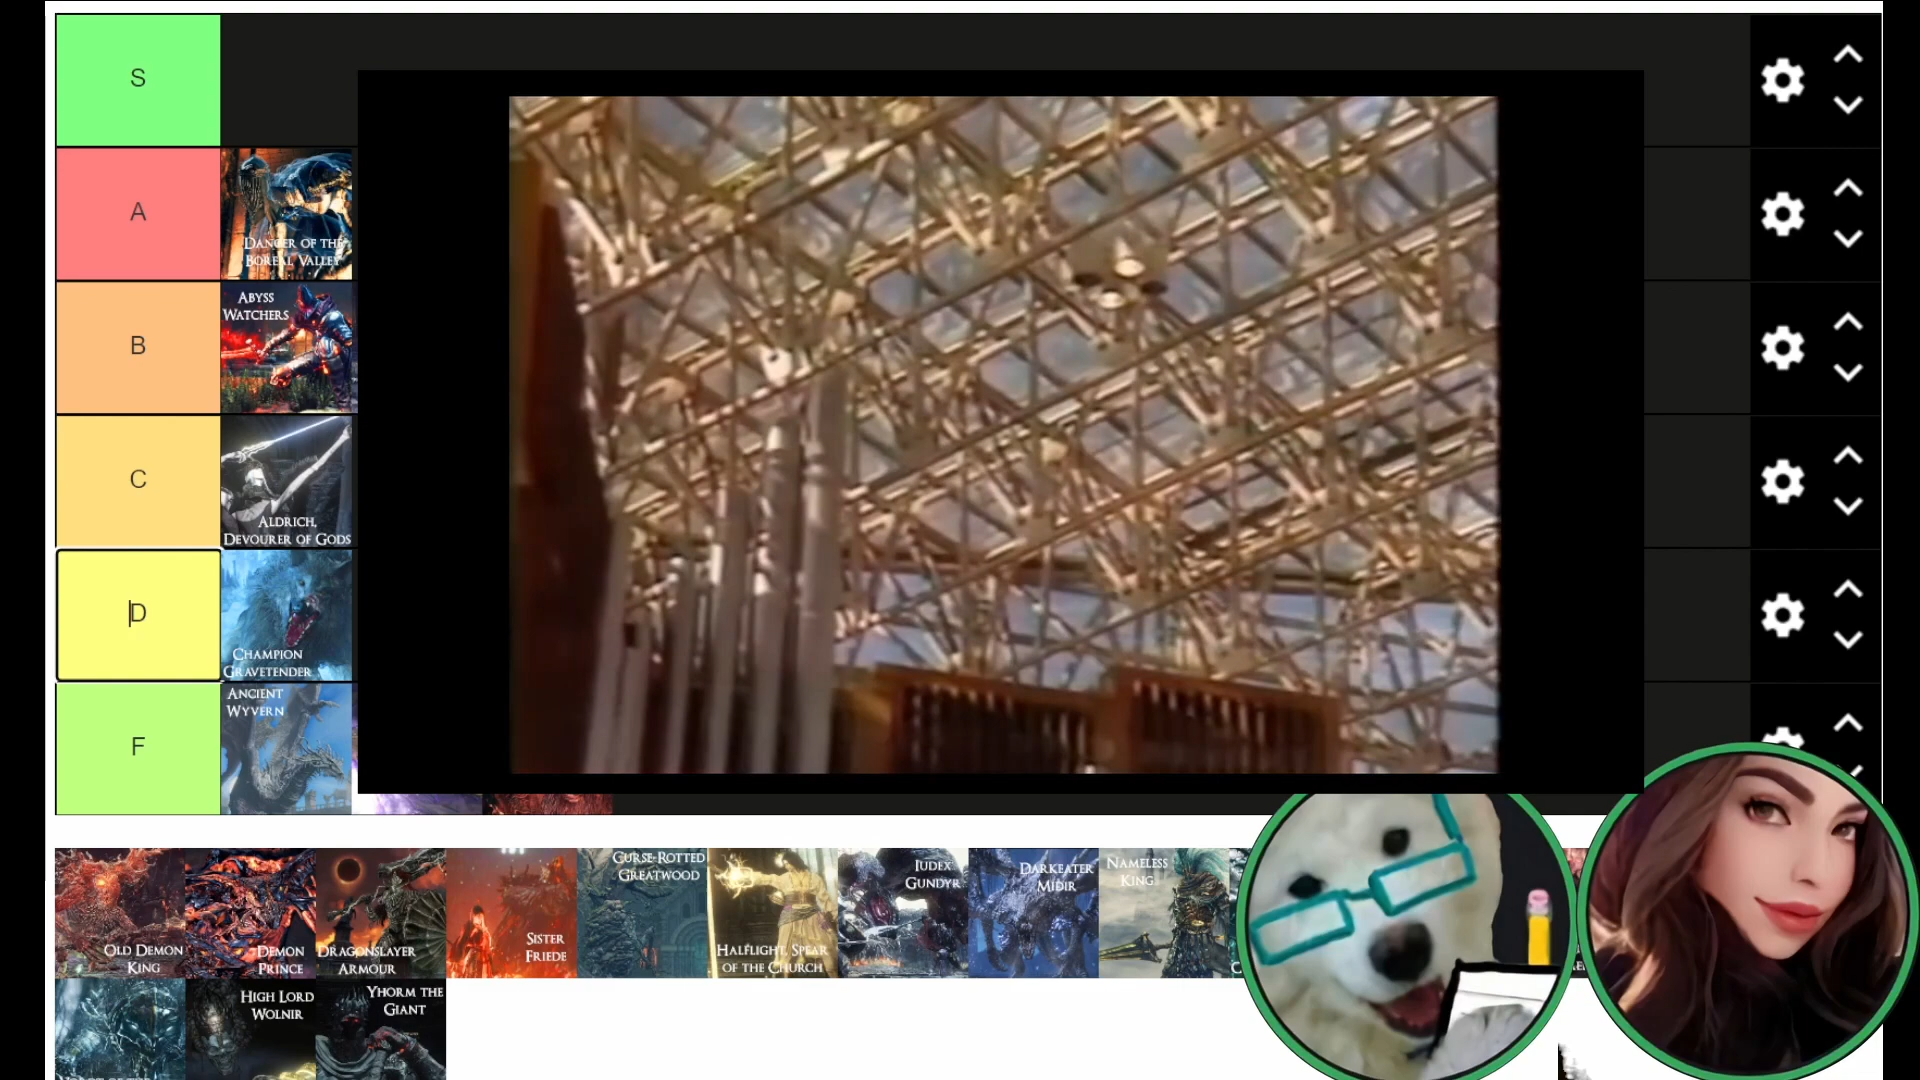 S
A
DANCER OF THE
BOREAL VALLEY
B
ABYSS
WATCHERS
C
ALDRICH,
DEVOURER OF GODS
D
CHAMPION
GRAVETENDER
F
ANCIENT
WYVERN
OLD DEMON
KING
DEMON
PRINCE
DRAGONSLAYER
ARMOUR
SISTER
FRIEDE
CURSE-ROTTED
GREATWOOD
HALFLIGHT, SPEAR
OF THE CHURCH
IUDEX
GUNDYR
DARKEATER
MIDIR
NAMELESS
KING
HIGH LORD
WOLNIR
YHORM THE
GIANT